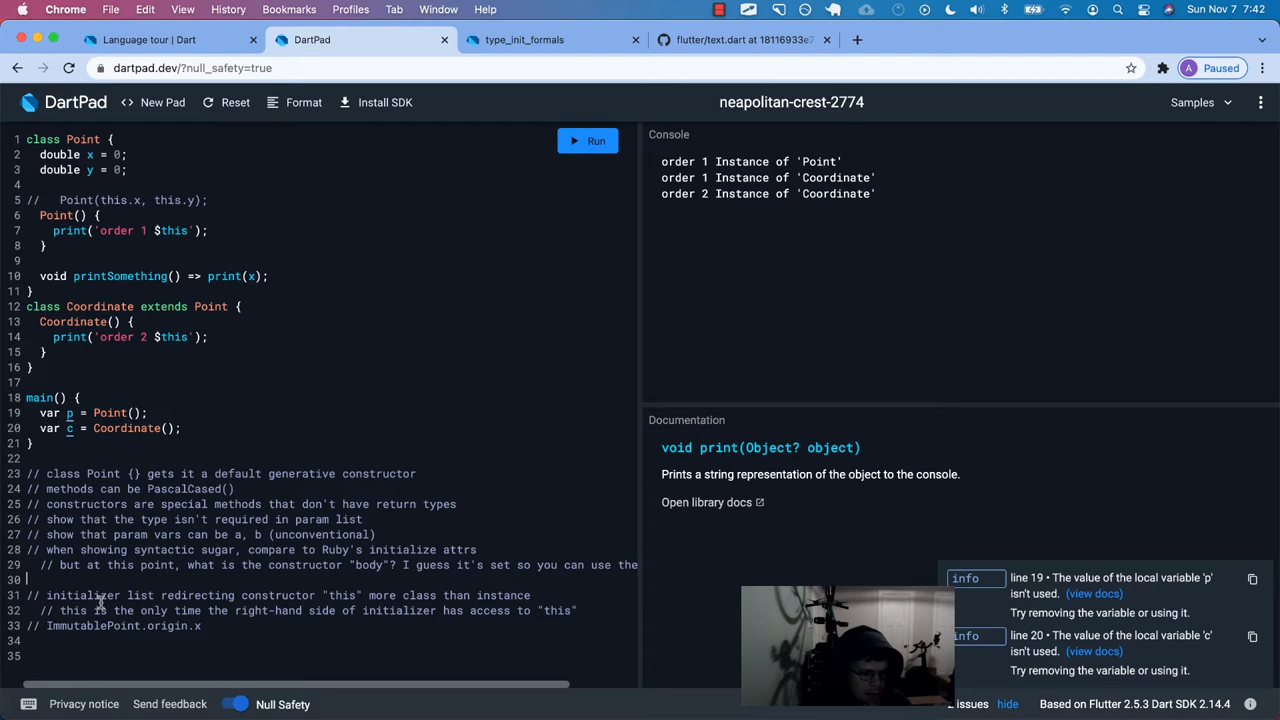 Chrome File Edit View History Bookmarks Profiles Tab Window Help Sun Nov 7 7:42
Language tour | Dart
DartPad
type_init_formals
flutter/text.dart at 18116933e7
dartpad.dev/?null_safety=true
A Paused
DartPad
<> New Pad
Reset
Format
Install SDK
neapolitan-crest-2774
Samples
Run
1 class Point {
2 double x = 0;
3 double y = 0;
4
5 // Point(this.x, this.y);
6 Point() {
7 print('order 1 $this');
8 }
9
10 void printSomething() => print(x);
11 }
12 class Coordinate extends Point {
13 Coordinate() {
14 print('order 2 $this');
15 }
16 }
17
18 main() {
19 var p = Point();
20 var c = Coordinate();
21 }
22
23 // class Point {} gets it a default generative constructor
24 // methods can be PascalCased()
25 // constructors are special methods that don't have return types
26 // show that the type isn't required in param list
27 // show that param vars can be a, b (unconventional)
28 // when showing syntactic sugar, compare to Ruby's initialize attrs
29 // but at this point, what is the constructor "body"? I guess it's set so you can use the
30
31 // initializer list redirecting constructor "this" more class than instance
32 // this is the only time the right-hand side of initializer has access to "this"
33 // ImmutablePoint.origin.x
34
35
Console
order 1 Instance of 'Point'
order 1 Instance of 'Coordinate'
order 2 Instance of 'Coordinate'
Documentation
void print(Object? object)
Prints a string representation of the object to the console.
Open library docs
info line 19 • The value of the local variable 'p'
isn't used. (view docs)
Try removing the variable or using it.
info line 20 • The value of the local variable 'c'
isn't used. (view docs)
Try removing the variable or using it.
Privacy notice
Send feedback
Null Safety
issues hide
Based on Flutter 2.5.3 Dart SDK 2.14.4